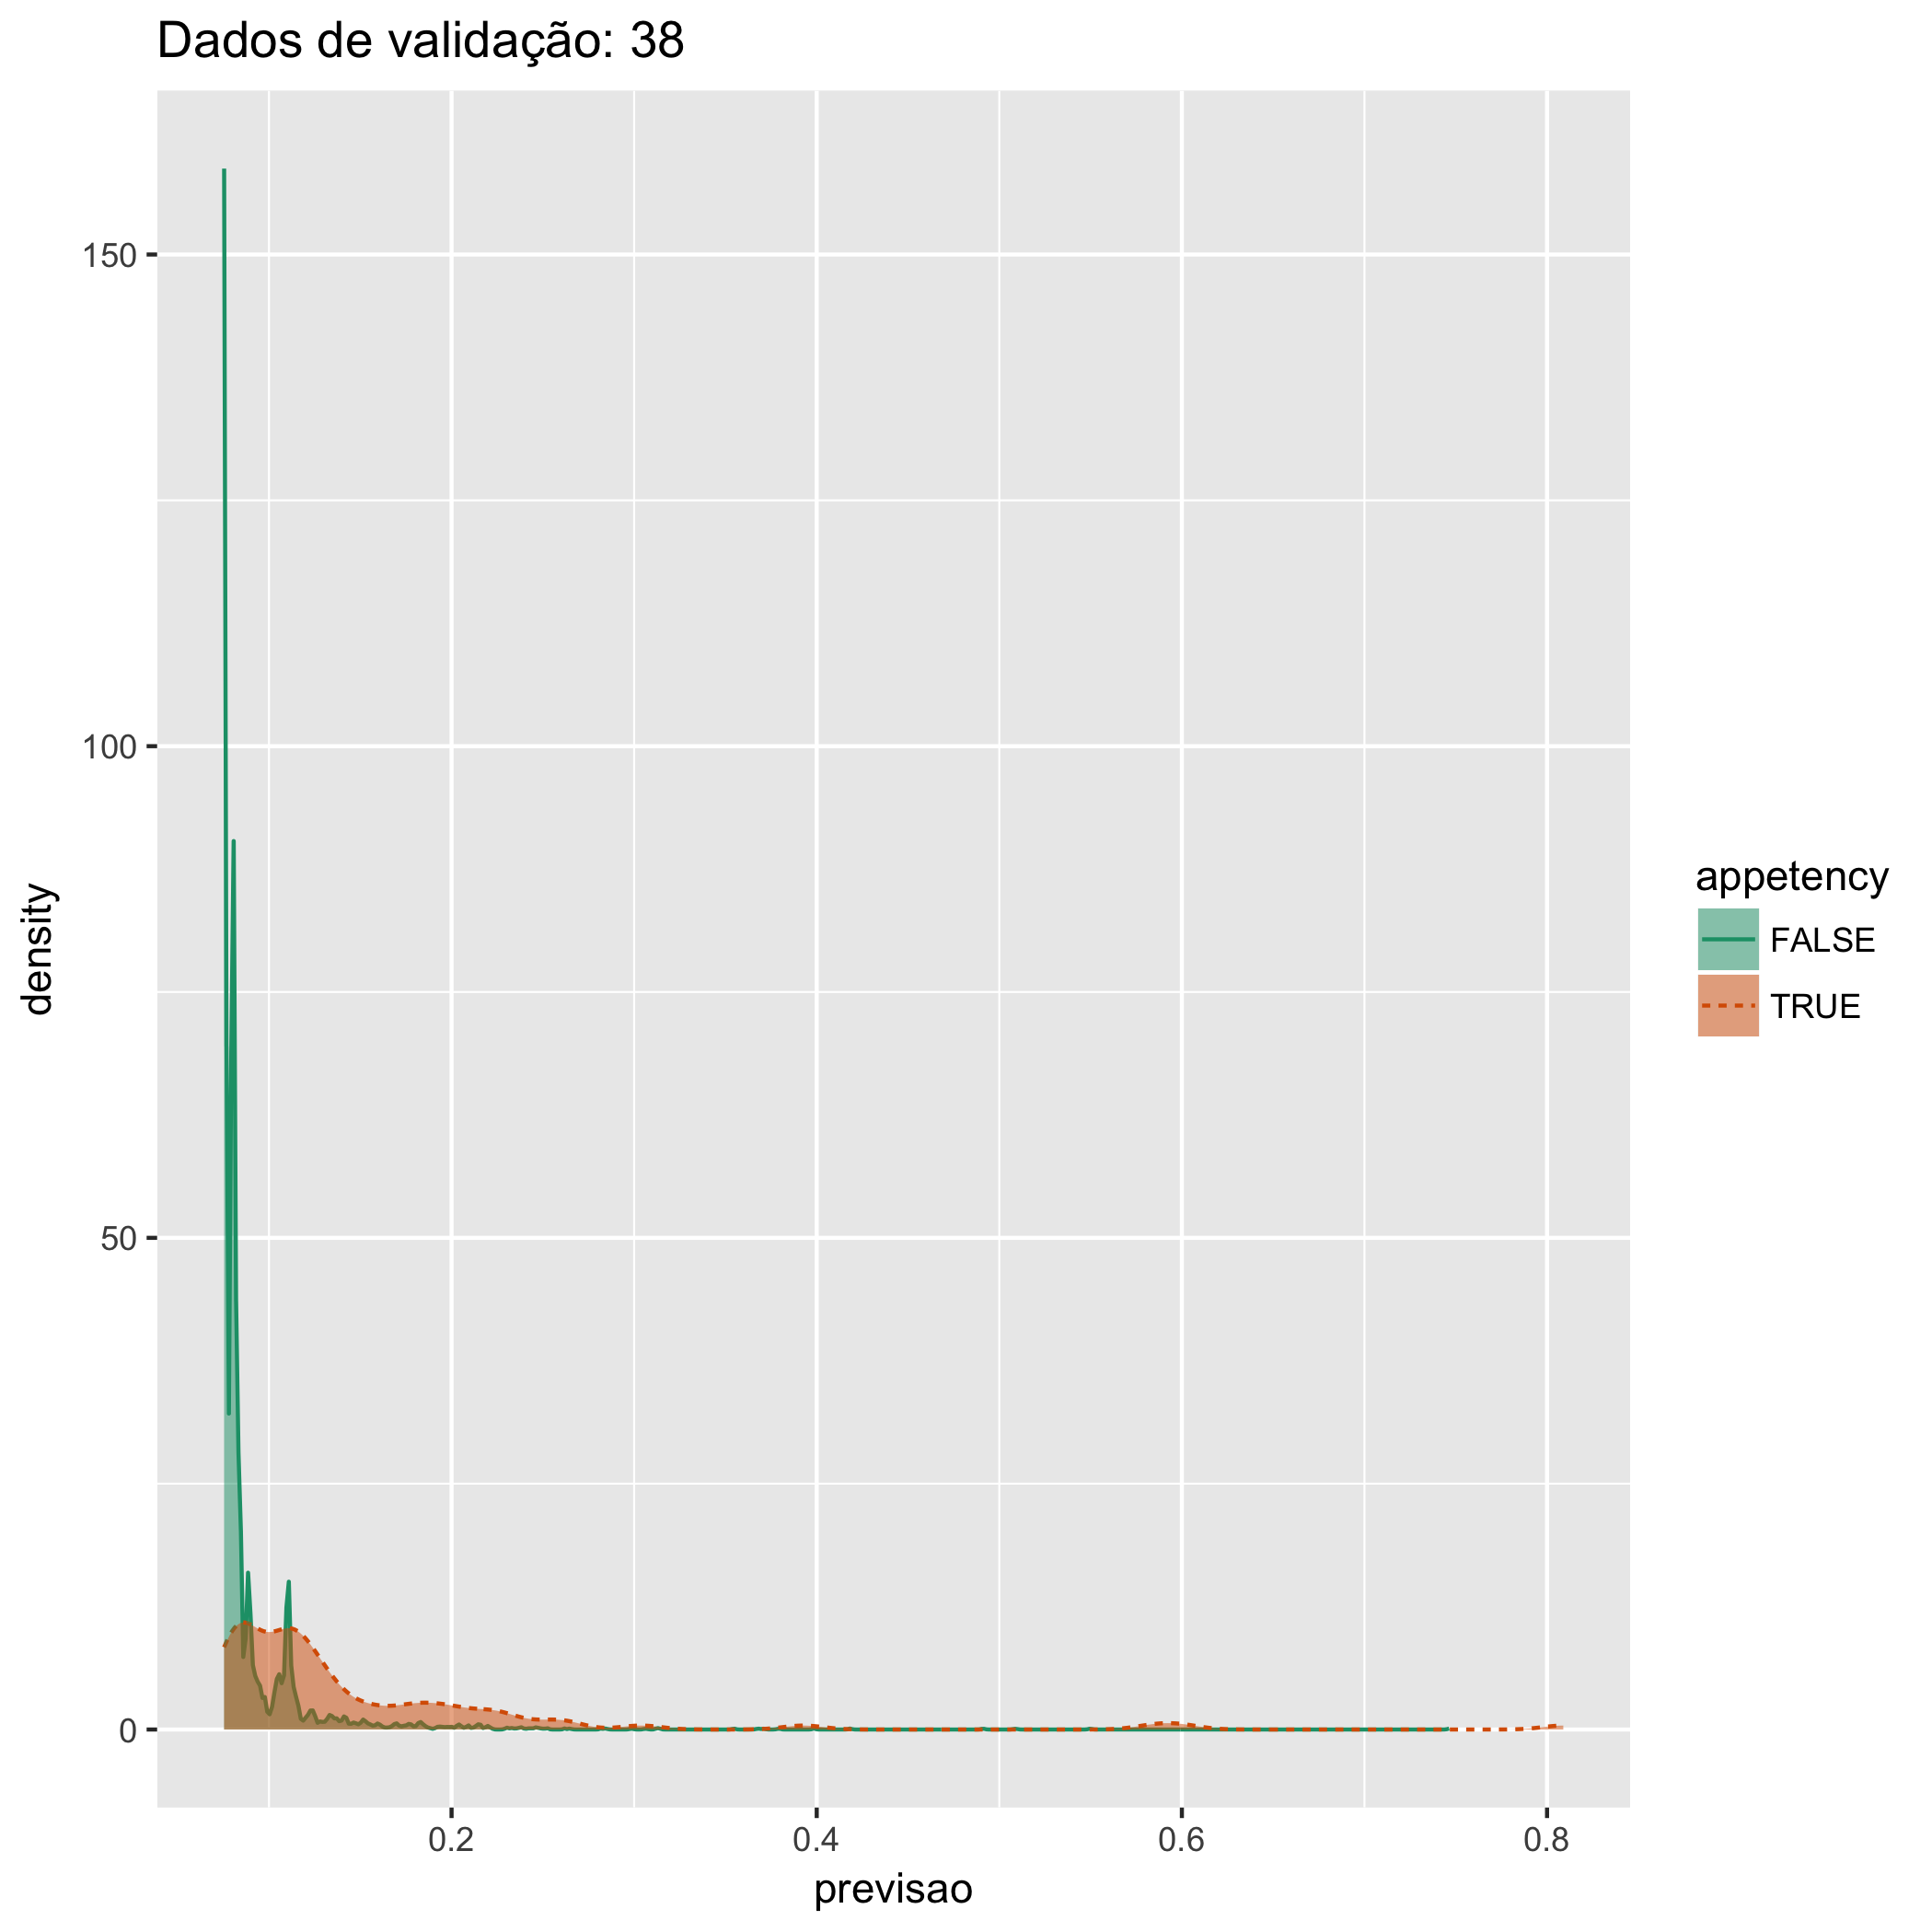 Dados de validação: 38
150
100
50
0
density
0.2
0.4
0.6
0.8
previsao
appetency
FALSE
TRUE